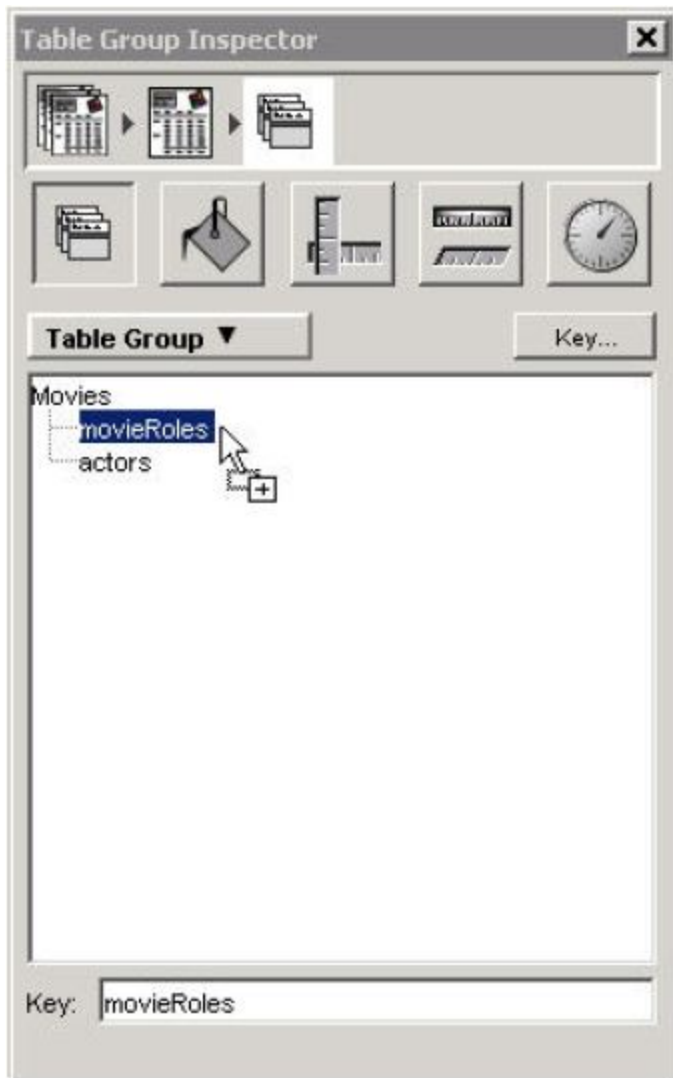 Table Group Inspector
Table Group ▼
Key...
Movies
movieRoles
actors
Key: movieRoles